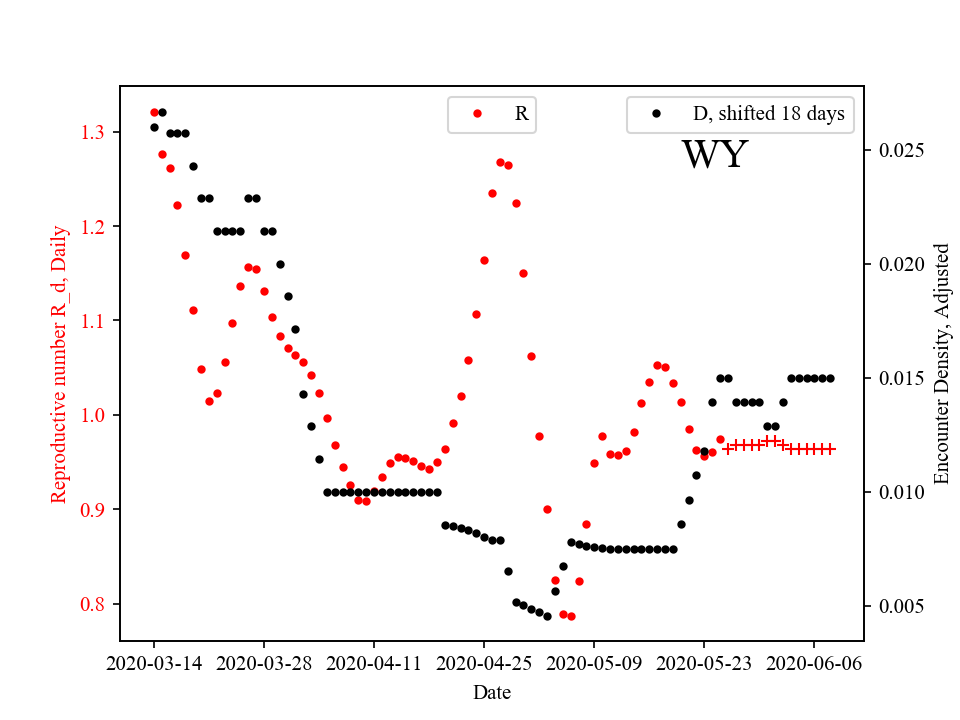 R
D, shifted 18 days
WY
Reproductive number R_d, Daily
1.3
1.2
1.1
1.0
0.9
0.8
Encounter Density, Adjusted
0.025
0.020
0.015
0.010
0.005
2020-03-14 2020-03-28 2020-04-11 2020-04-25 2020-05-09 2020-05-23 2020-06-06
Date